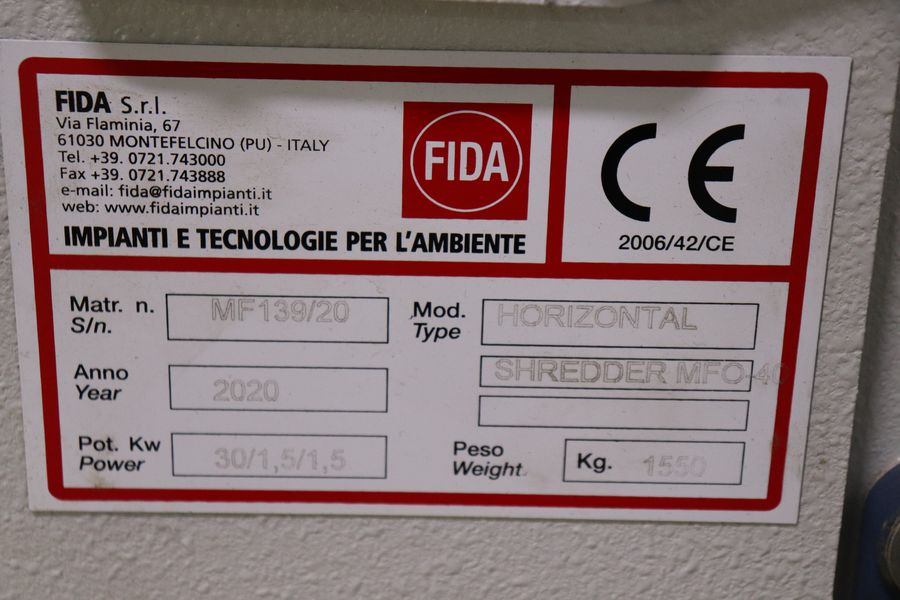 FIDA S.r.l.
Via Flaminia, 67
61030 MONTEFELCINO (PU) - ITALY
Tel. +39. 0721.743000
Fax +39. 0721.743888
e-mail: fida@fidaimpianti.it
web: www.fidaimpianti.it
FIDA
IMPIANTI E TECNOLOGIE PER L'AMBIENTE
CE
2006/42/CE
Matr. n. MF139/20
S/n.
Mod. HORIZONTAL
Type
SHREDDER MFO-40
Anno
Year 2020
Pot. Kw
Power 30/1,5/1,5
Peso
Weight Kg. 1550